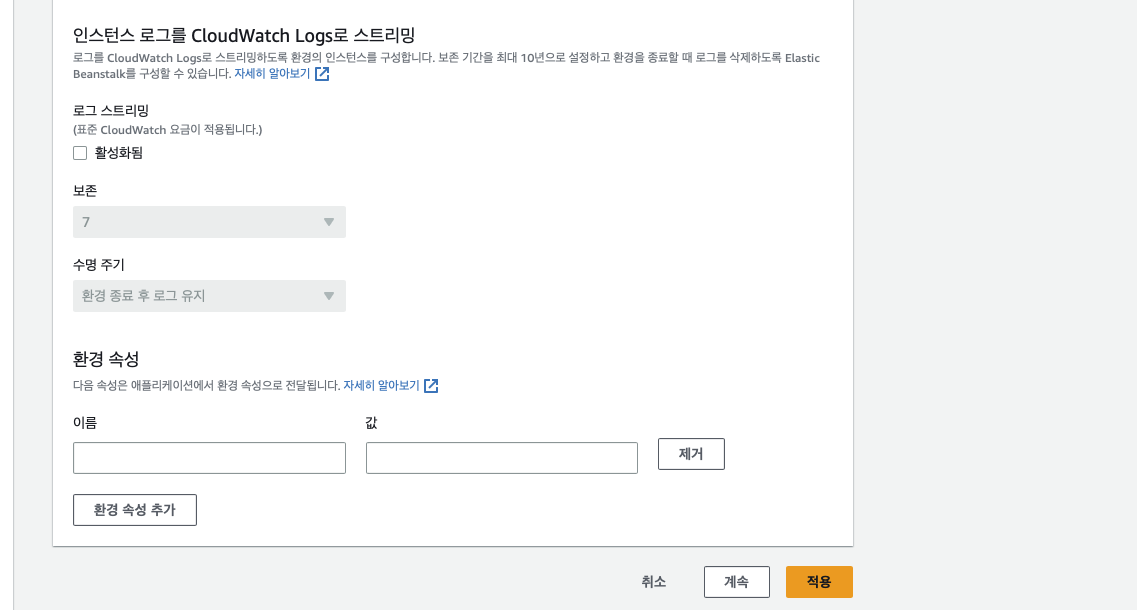 인스턴스 로그를 CloudWatch Logs로 스트리밍
로그를 CloudWatch Logs로 스트리밍하도록 환경의 인스턴스를 구성합니다. 보존 기간을 최대 10년으로 설정하고 환경을 종료할 때 로그를 삭제하도록 Elastic
Beanstalk를 구성할 수 있습니다. 자세히 알아보기
로그 스트리밍
(표준 CloudWatch 요금이 적용됩니다.)
활성화됨
보존
7
수명 주기
환경 종료 후 로그 유지
환경 속성
다음 속성은 애플리케이션에서 환경 속성으로 전달됩니다. 자세히 알아보기
이름 값
제거
환경 속성 추가
취소 계속 적용